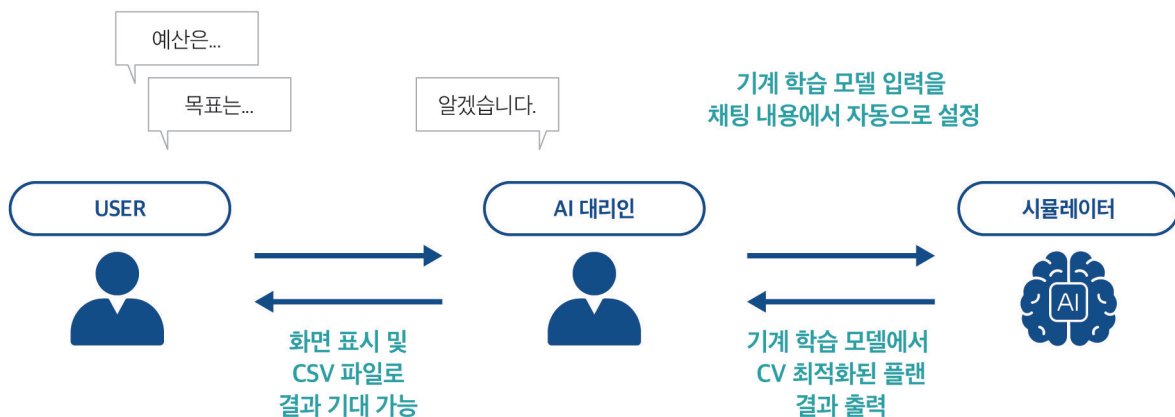 예산은...
목표는...
알겠습니다.
기계 학습 모델 입력을
채팅 내용에서 자동으로 설정
USER
AI 대리인
시뮬레이터
AI
화면 표시 및
CSV 파일로
결과 기대 가능
기계 학습 모델에서
CV 최적화된 플랜
결과 출력